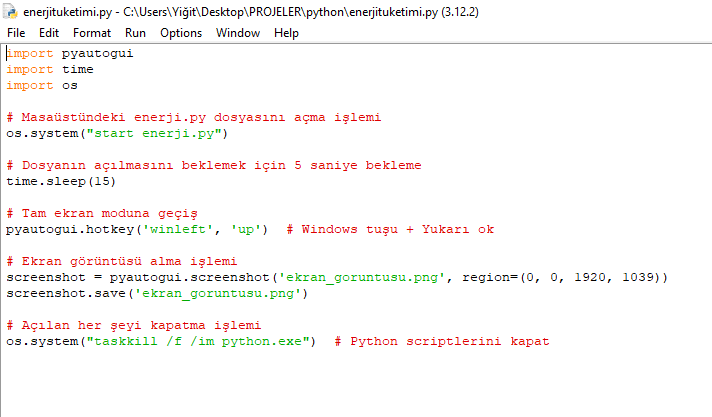 enerjituketimi.py - C:\Users\Yiğit\Desktop\PROJELER\python\enerjituketimi.py (3.12.2)
File Edit Format Run Options Window Help
import pyautogui
import time
import os
# Masaüstündeki enerji.py dosyasını açma işlemi
os.system("start enerji.py")
# Dosyanın açılmasını beklemek için 5 saniye bekleme
time.sleep(15)
# Tam ekran moduna geçiş
pyautogui.hotkey('winleft', 'up')  # Windows tuşu + Yukarı ok
# Ekran görüntüsü alma işlemi
screenshot = pyautogui.screenshot('ekran_goruntusu.png', region=(0, 0, 1920, 1039))
screenshot.save('ekran_goruntusu.png')
# Açılan her şeyi kapatma işlemi
os.system("taskkill /f /im python.exe")  # Python scriptlerini kapat